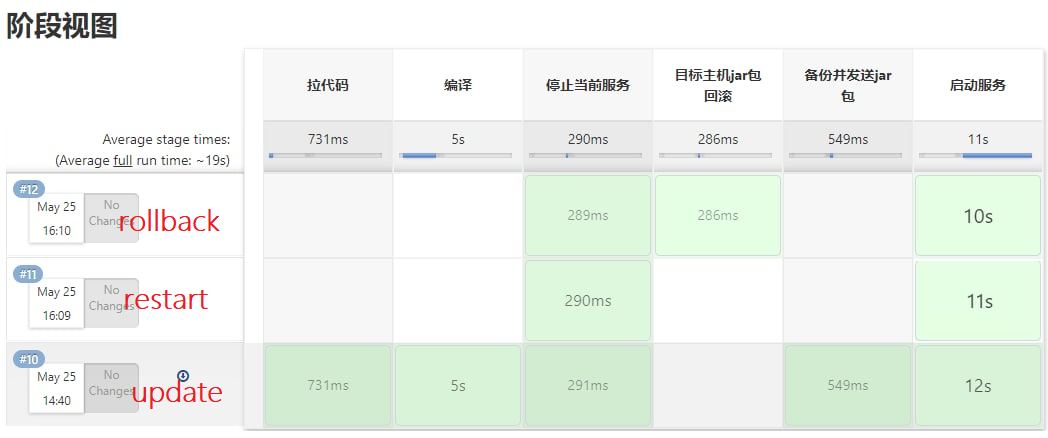 阶段视图
拉代码
编译
停止当前服务
目标主机jar包
回滚
备份并发送jar
包
启动服务
Average stage times:
(Average full run time: ~19s)
731ms
5s
290ms
286ms
549ms
11s
#12
May 25
16:10
No
Changes
rollback
289ms
286ms
10s
#11
May 25
16:09
No
Changes
restart
290ms
11s
#10
May 25
14:40
No
Changes
update
731ms
5s
291ms
549ms
12s